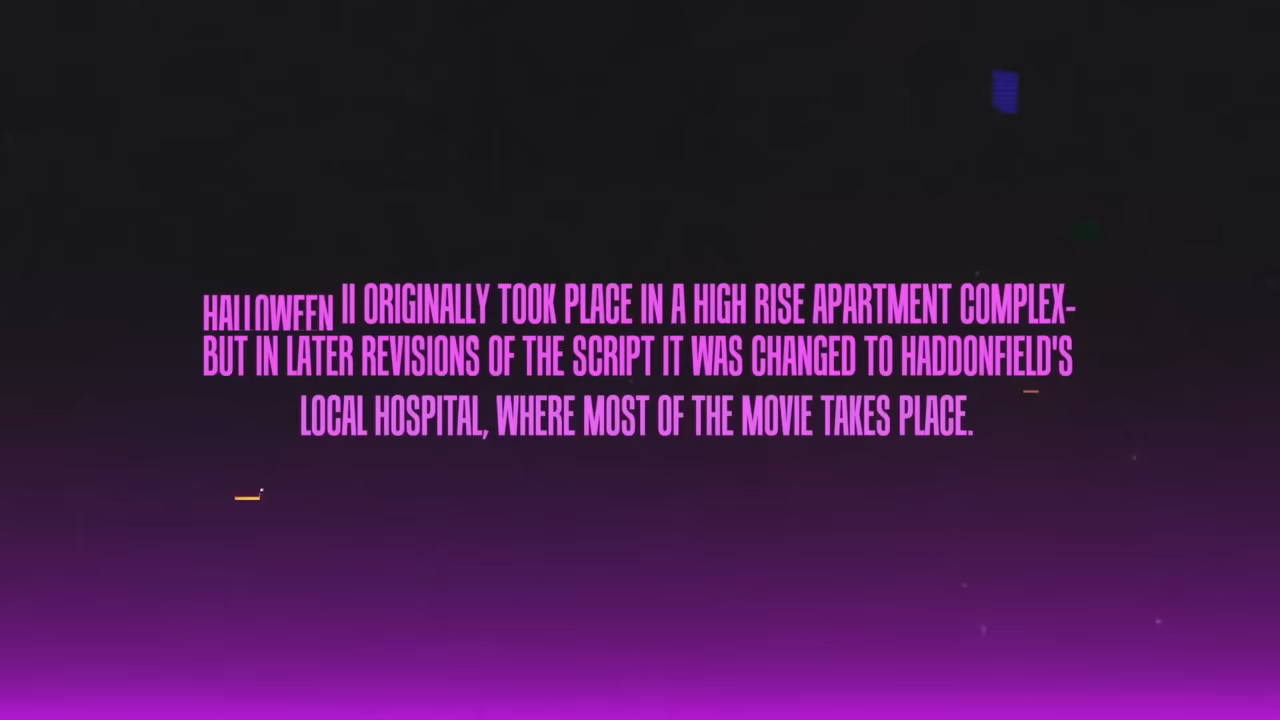 HALLOWEEN II ORIGINALLY TOOK PLACE IN A HIGH RISE APARTMENT COMPLEX-
BUT IN LATER REVISIONS OF THE SCRIPT IT WAS CHANGED TO HADDONFIELD'S
LOCAL HOSPITAL, WHERE MOST OF THE MOVIE TAKES PLACE.